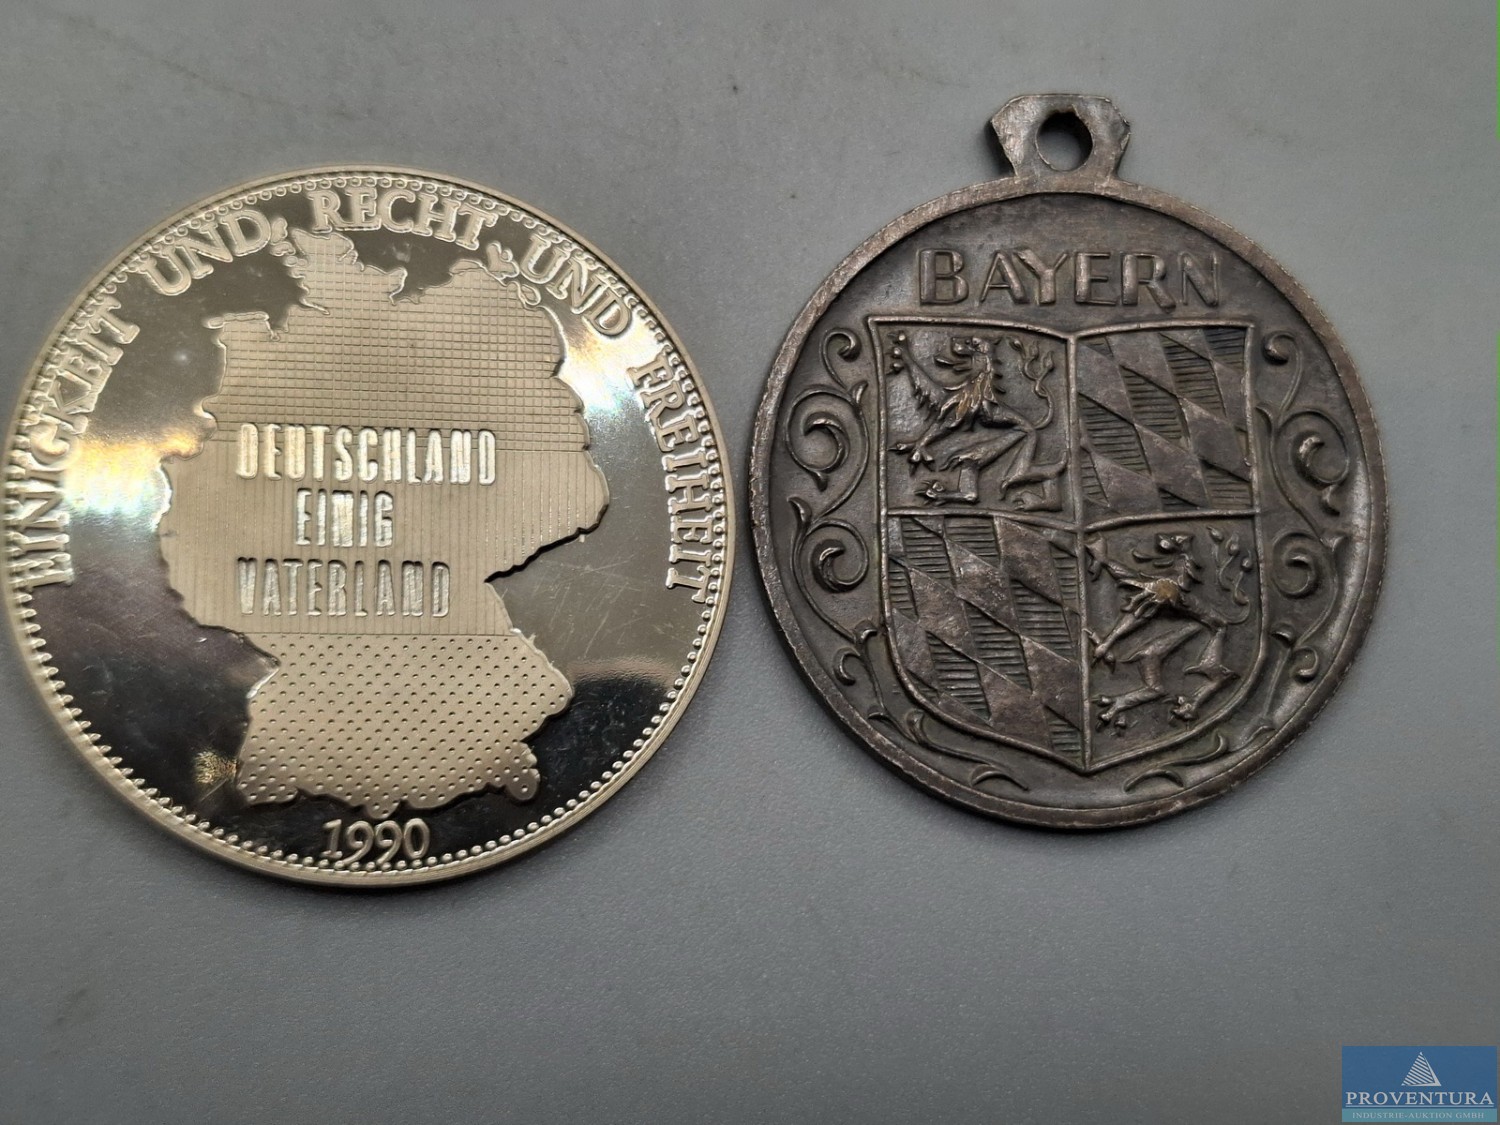 EINIGKEIT UND RECHT UND FREIHEIT
DEUTSCHLAND
EINIG
VATERLAND
1990
BAYERN
PROVENTURA
INDUSTRIE-AUKTION GMBH